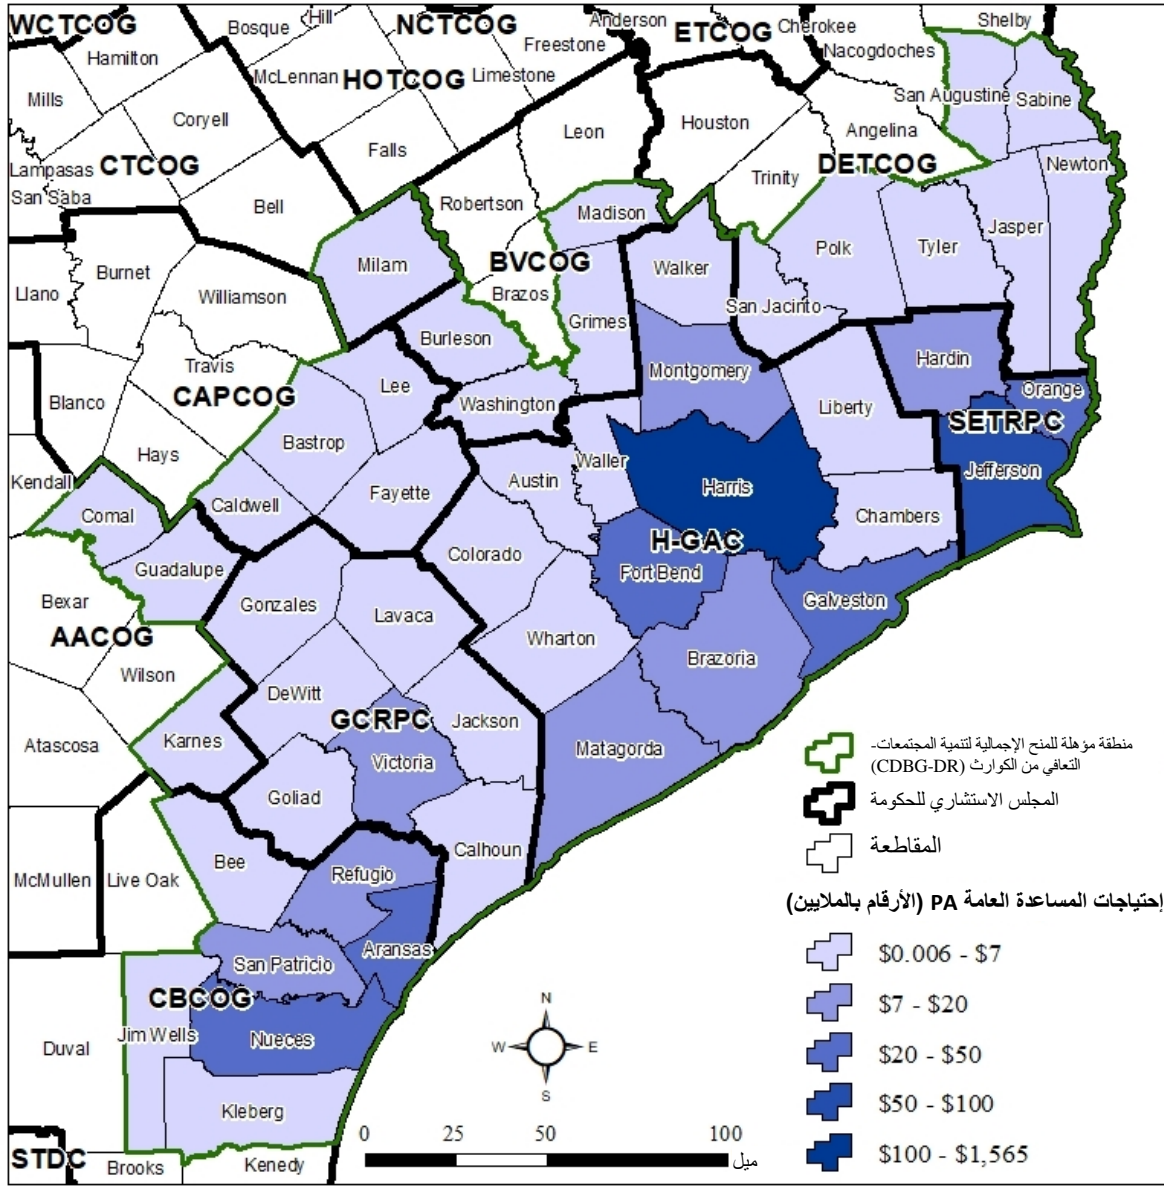 WCTCOG
Hamilton
Bosque
Hill
NCTCOG
Anderson
ETCOG
Cherokee
Shelby
Freestone
Nacogdoches
McLennan
HOTCOG
Limestone
Mills
San Augustine
Sabine
Coryell
Leon
Houston
Angelina
Falls
Lampasas
CTCOG
Trinity
DETCOG
Newton
San Saba
Bell
Robertson
Madison
Jasper
Polk
Tyler
Milam
BVCOG
Walker
Burnet
Llano
Williamson
Brazos
San Jacinto
Grimes
Burleson
Travis
Hardin
Montgomery
Lee
Orange
CAPCOG
Blanco
Washington
Liberty
SETRPC
Bastrop
Hays
Waller
Jefferson
Kendall
Austin
Harris
Fayette
Caldwell
Comal
Chambers
H-GAC
Colorado
Guadalupe
Fort Bend
Bexar
Gonzales
Lavaca
Galveston
AACOG
Wharton
Brazoria
Wilson
DeWitt
GCRPC
Jackson
Atascosa
Karnes
Matagorda
Victoria
Goliad
Calhoun
Bee
Refugio
McMullen
Live Oak
Aransas
San Patricio
CBCOG
Jim Wells
Nueces
Duval
Kleberg
STDC
Brooks
Kenedy
منطقة مؤهلة للمنح الإجمالية لتنمية المجتمعات-
التعافي من الكوارث (CDBG-DR)
المجلس الاستشاري للحكومة
المقاطعة
إحتياجات المساعدة العامة PA (الأرقام بالملايين)
$0.006 - $7
$7 - $20
$20 - $50
$50 - $100
$100 - $1,565
N
W
E
S
0 25 50 100
ميل